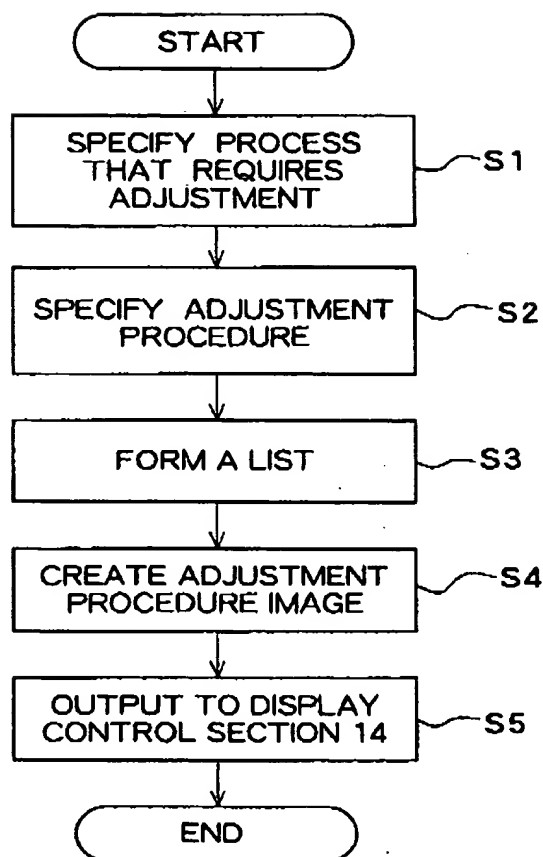 START
SPECIFY PROCESS
THAT REQUIRES
ADJUSTMENT
S1
SPECIFY ADJUSTMENT
PROCEDURE
S2
FORM A LIST
S3
CREATE ADJUSTMENT
PROCEDURE IMAGE
S4
OUTPUT TO DISPLAY
CONTROL SECTION 14
S5
END